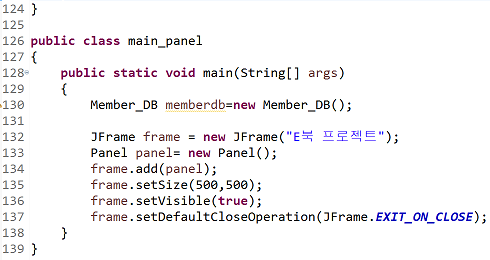 124 }
125
126 public class main_panel
127 {
128     public static void main(String[] args)
129     {
130         Member_DB memberdb=new Member_DB();
131
132         JFrame frame = new JFrame("E북 프로젝트");
133         Panel panel= new Panel();
134         frame.add(panel);
135         frame.setSize(500,500);
136         frame.setVisible(true);
137         frame.setDefaultCloseOperation(JFrame.EXIT_ON_CLOSE);
138     }
139 }